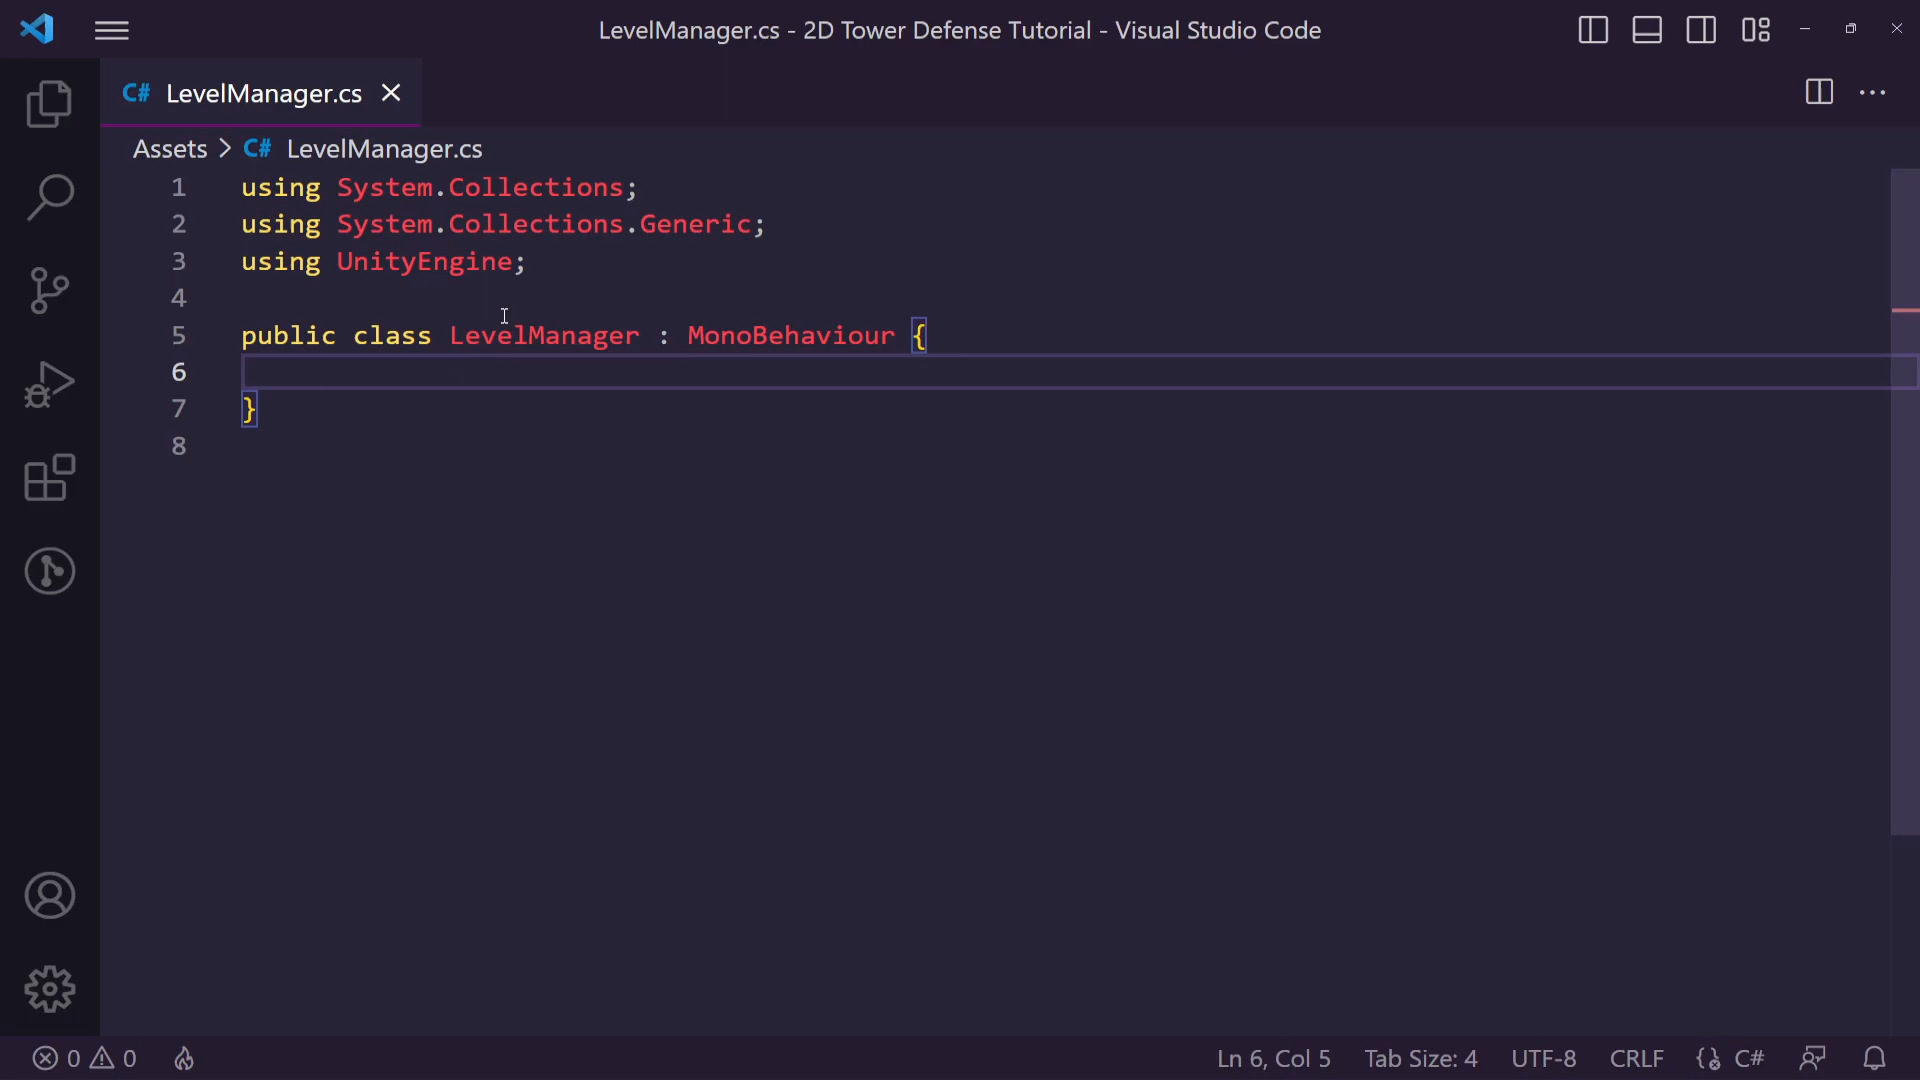 LevelManager.cs - 2D Tower Defense Tutorial - Visual Studio Code
C# LevelManager.cs
Assets > C# LevelManager.cs
1 using System.Collections;
2 using System.Collections.Generic;
3 using UnityEngine;
4
5 public class LevelManager : MonoBehaviour {
6
7 }
8
0 0 Ln 6, Col 5 Tab Size: 4 UTF-8 CRLF {} C#